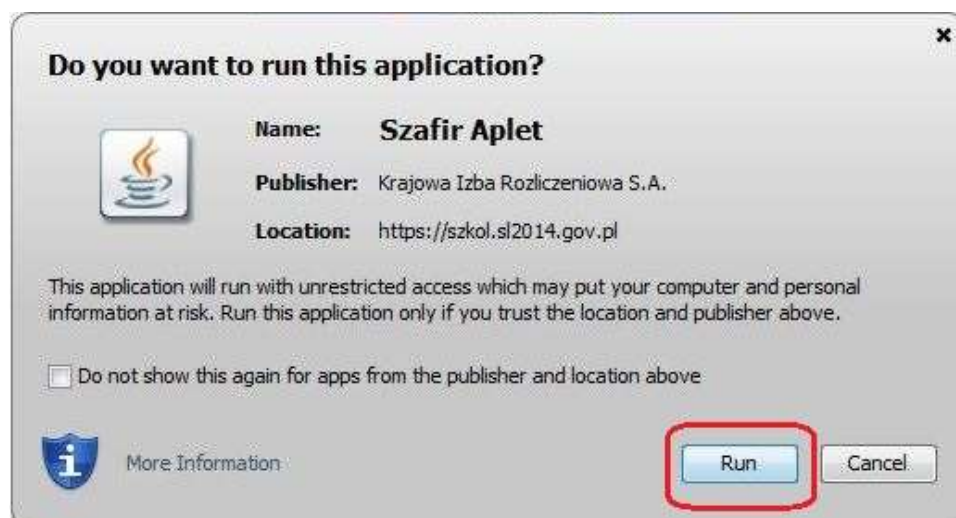 Do you want to run this application?
Name: Szafir Aplet
Publisher: Krajowa Izba Rozliczeniowa S.A.
Location: https://szkol.sl2014.gov.pl
This application will run with unrestricted access which may put your computer and personal
information at risk. Run this application only if you trust the location and publisher above.
Do not show this again for apps from the publisher and location above
More Information
Run
Cancel